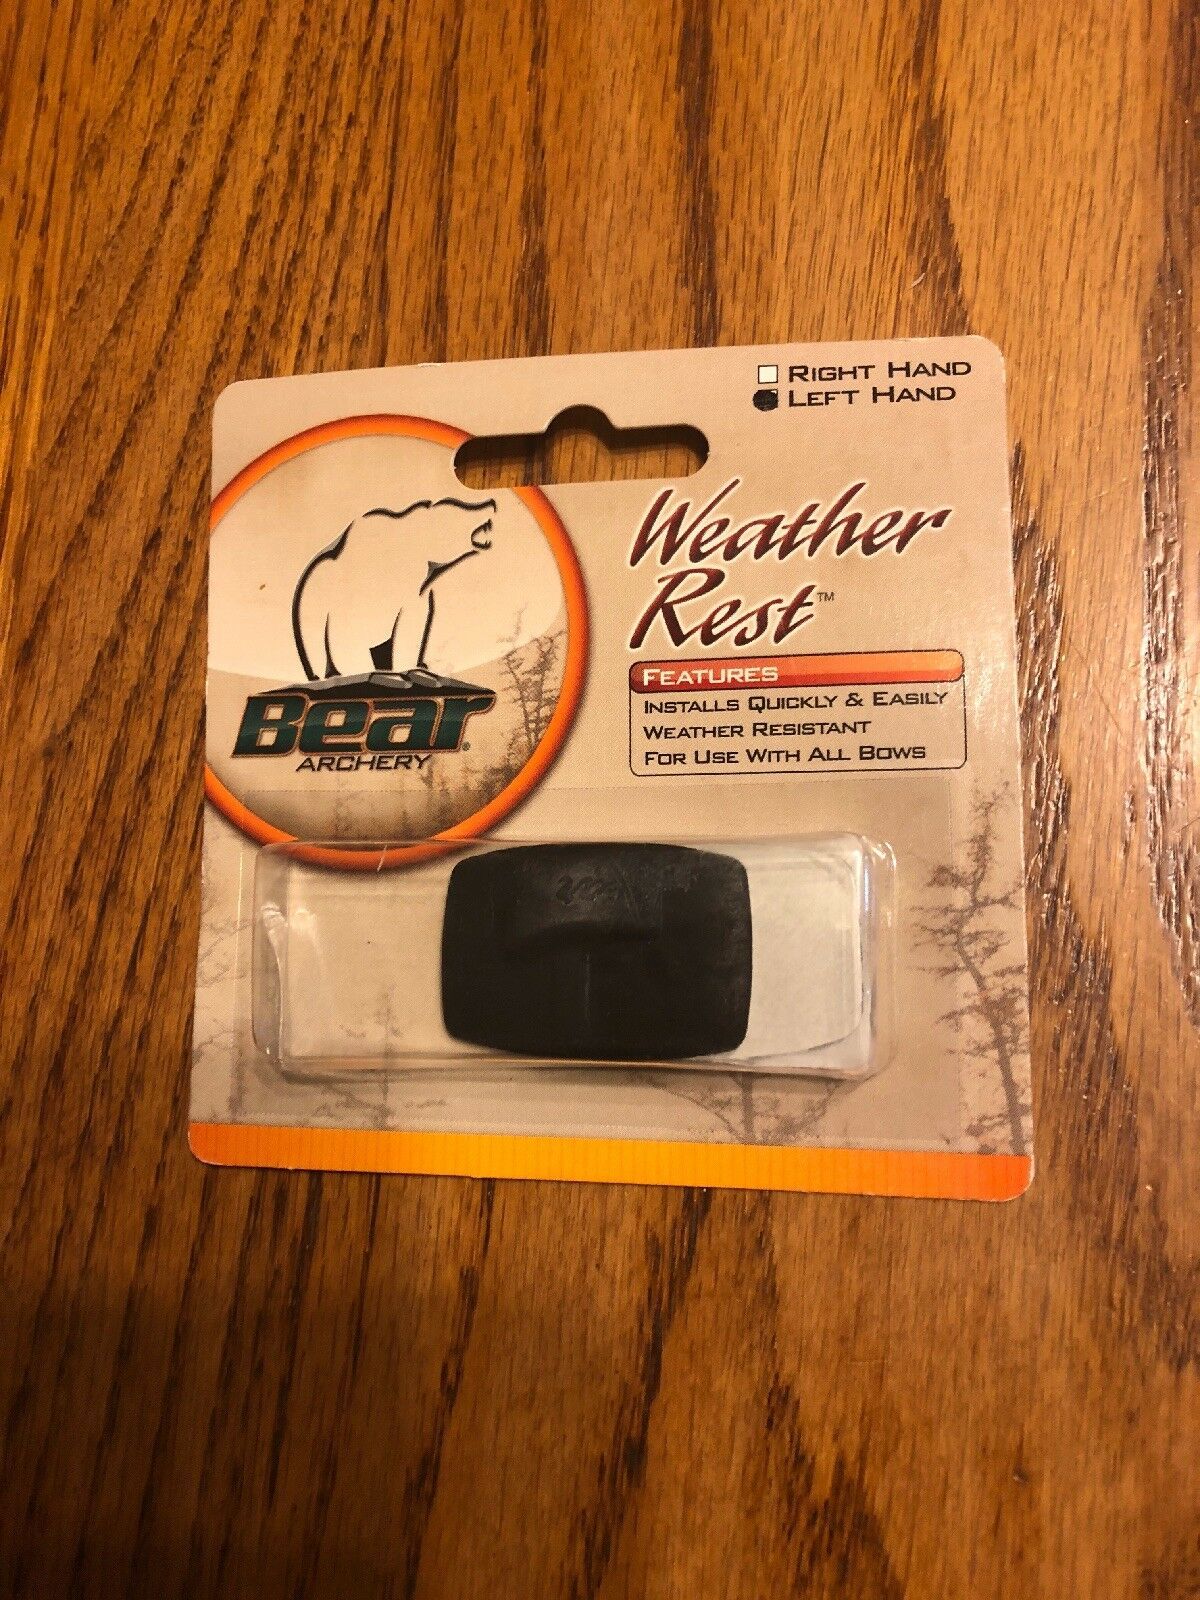 Right Hand
Left Hand
Weather
Rest™
Features
Installs Quickly & Easily
Weather Resistant
For Use With All Bows
Bear®
Archery